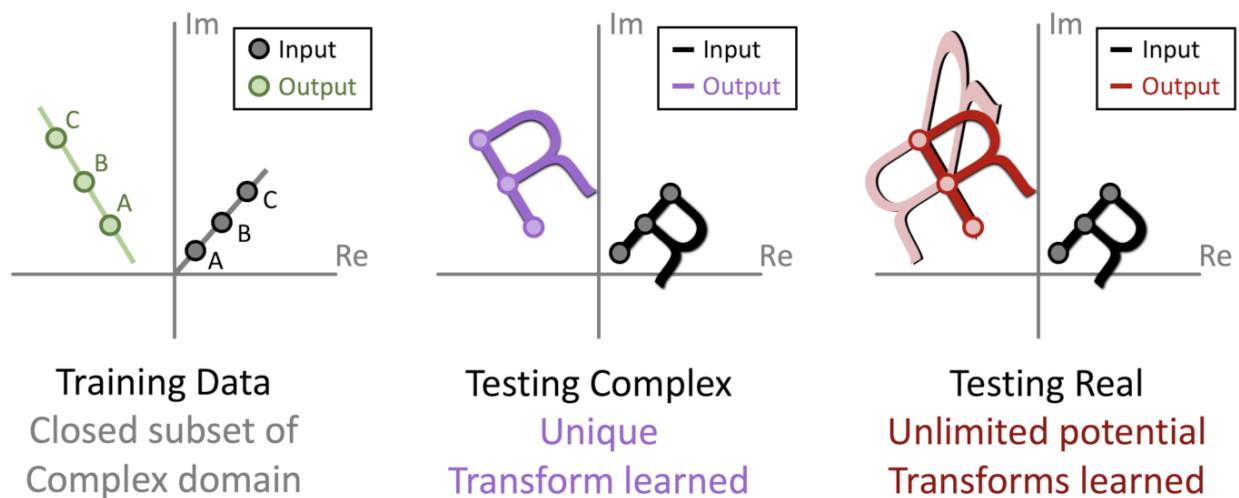 Im
Input
Output
C
B
A
C
B
A
Re
Training Data
Closed subset of
Complex domain
Im
Input
Output
R
R
Re
Testing Complex
Unique
Transform learned
Im
Input
Output
R
R
Re
Testing Real
Unlimited potential
Transforms learned